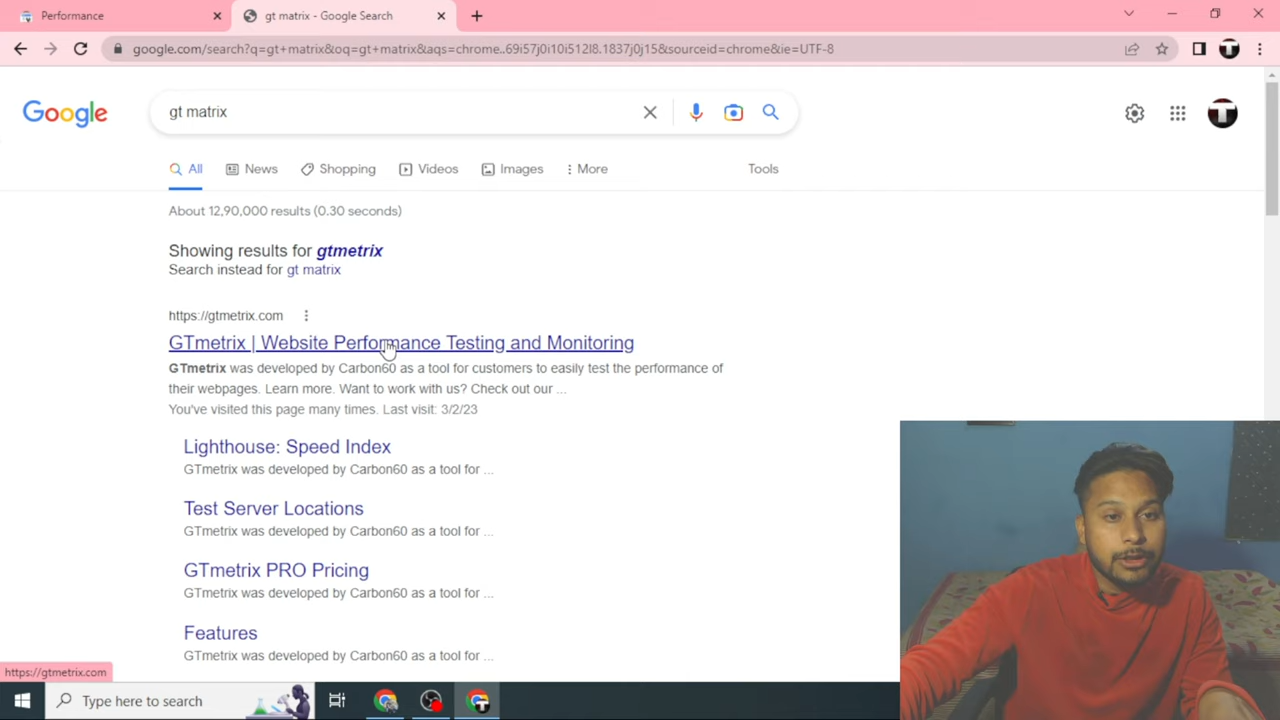 Performance
gt matrix - Google Search
google.com/search?q=gt+matrix&oq=gt+matrix&aqs=chrome..69i57j0i10i512l8.1837j0j15&sourceid=chrome&ie=UTF-8
Google
gt matrix
All
News
Shopping
Videos
Images
More
Tools
About 12,90,000 results (0.30 seconds)
Showing results for gtmetrix
Search instead for gt matrix
https://gtmetrix.com
GTmetrix | Website Performance Testing and Monitoring
GTmetrix was developed by Carbon60 as a tool for customers to easily test the performance of
their webpages. Learn more. Want to work with us? Check out our ...
You've visited this page many times. Last visit: 3/2/23
Lighthouse: Speed Index
GTmetrix was developed by Carbon60 as a tool for ...
Test Server Locations
GTmetrix was developed by Carbon60 as a tool for ...
GTmetrix PRO Pricing
GTmetrix was developed by Carbon60 as a tool for ...
Features
GTmetrix was developed by Carbon60 as a tool for ...
https://gtmetrix.com
Type here to search